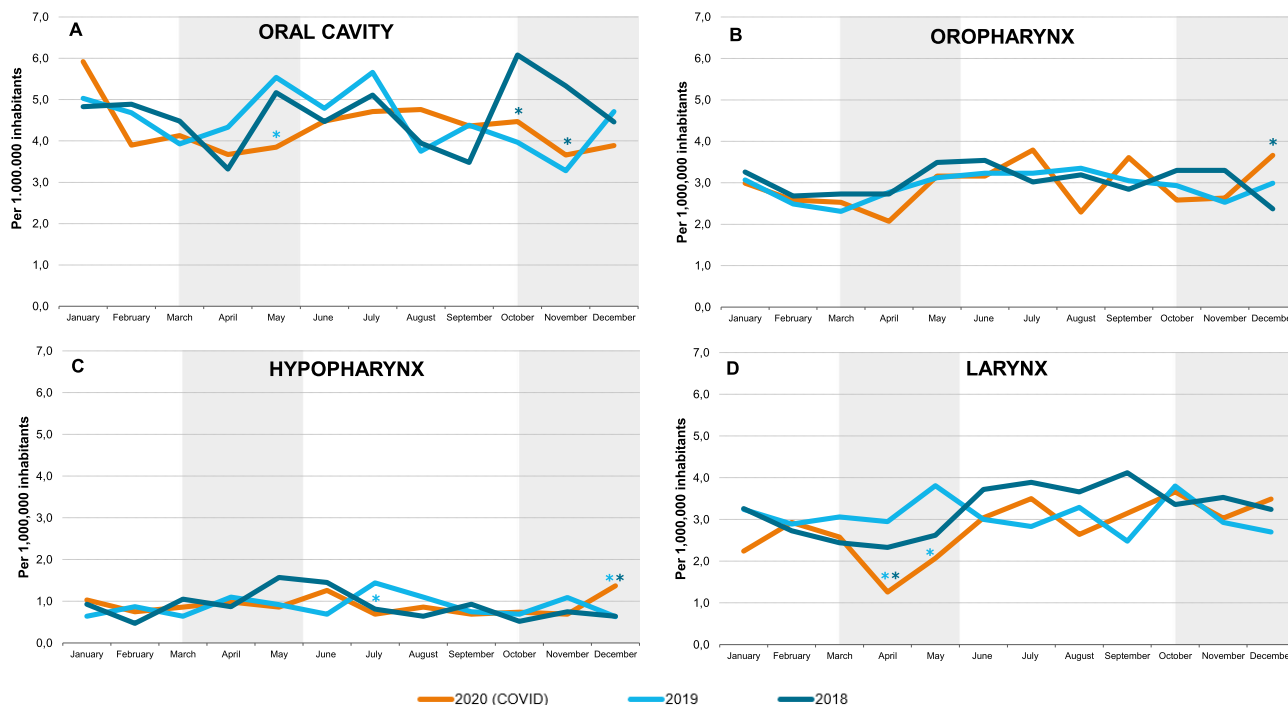 A
ORAL CAVITY
Per 1.000.000 inhabitants
7,0
6,0
5,0
4,0
3,0
2,0
1,0
0,0
January February March April May June July August September October November December
* * *
B
OROPHARYNX
Per 1,000,000 inhabitants
7,0
6,0
5,0
4,0
3,0
2,0
1,0
0,0
January February March April May June July August September October November December
*
C
HYPOPHARYNX
Per 1,000,000 inhabitants
7,0
6,0
5,0
4,0
3,0
2,0
1,0
0,0
January February March April May June July August September October November December
* **
D
LARYNX
Per 1,000,000 inhabitants
7,0
6,0
5,0
4,0
3,0
2,0
1,0
0,0
January February March April May June July August September October November December
** *
2020 (COVID) 2019 2018